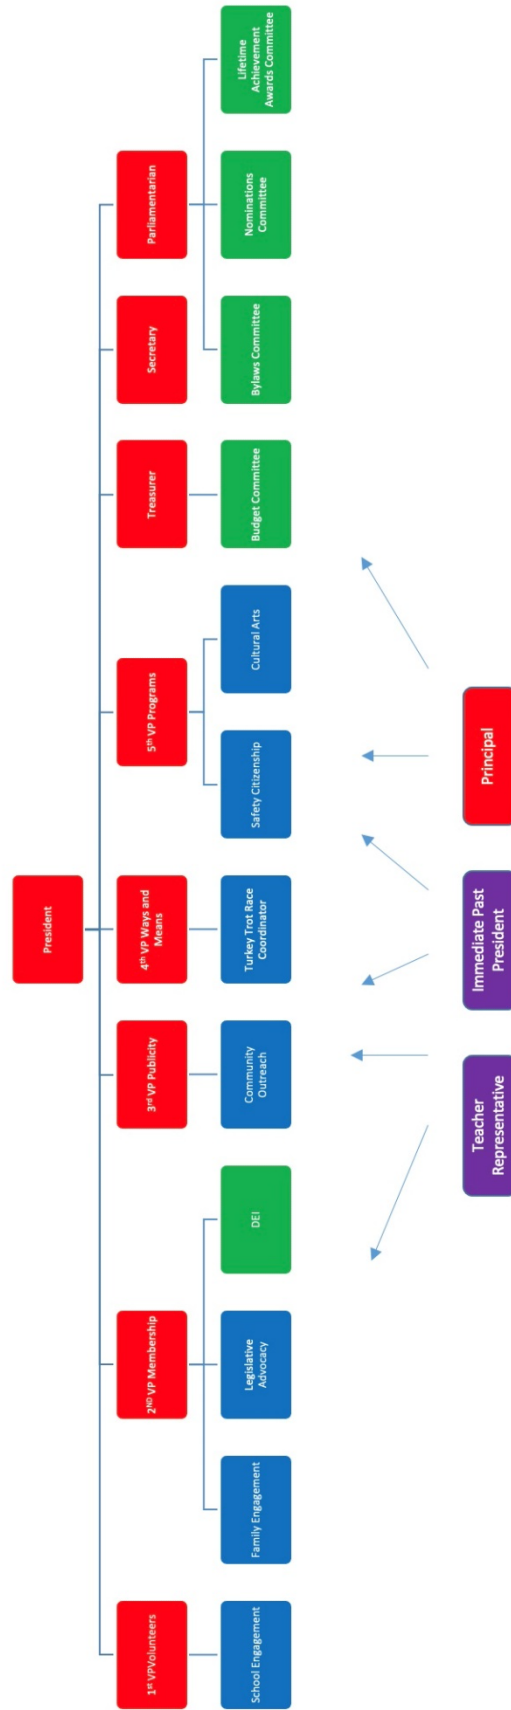 President
1st VPVolunteers
2ND VP Membership
3rd VP Publicity
4th VP Ways and
Means
5th VP Programs
Treasurer
Secretary
Parliamentarian
School Engagement
Family Engagement
Legislative
Advocacy
DEI
Community
Outreach
Turkey Trot Race
Coordinator
Safety Citizenship
Cultural Arts
Budget Committee
Bylaws Committee
Nominations
Committee
Lifetime
Achievement
Awards Committee
Teacher
Representative
Immediate Past
President
Principal